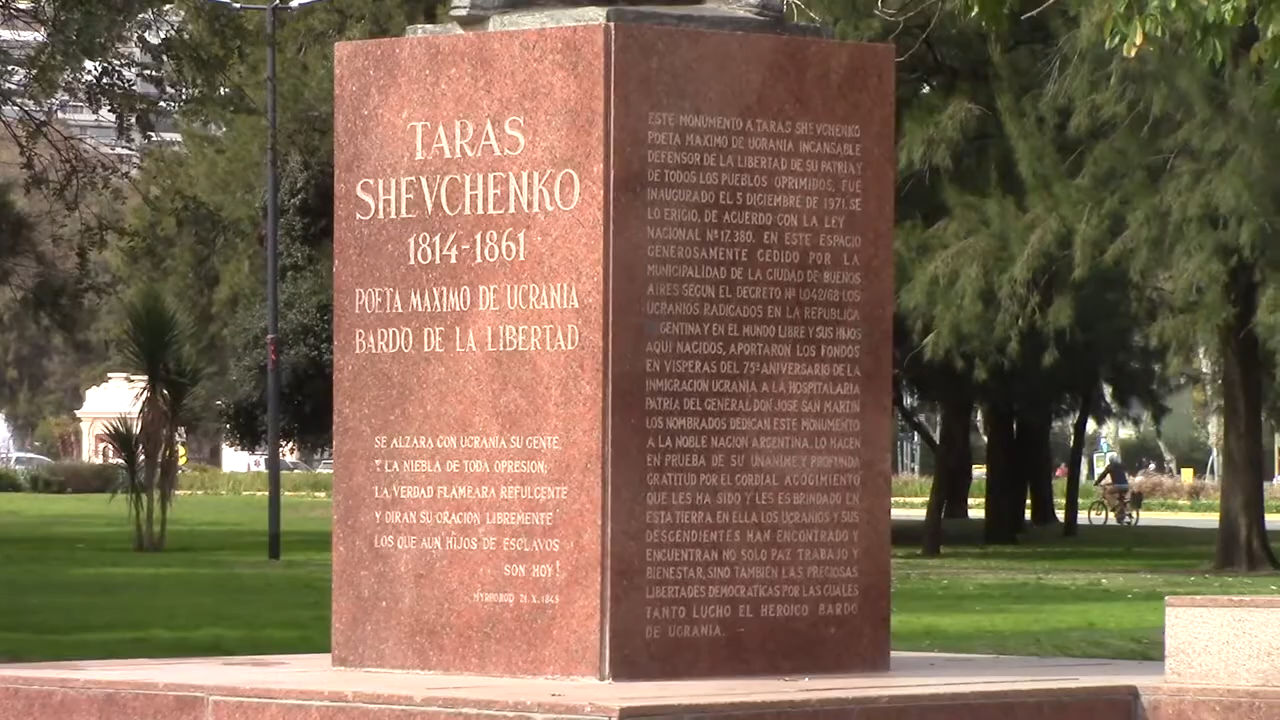 TARAS
SHEVCHENKO
1814-1861
POETA MAXIMO DE UCRANIA
BARDO DE LA LIBERTAD
SE ALZARA CON UCRANIA SU GENTE,
Y LA NIEBLA DE TODA OPRESION;
LA VERDAD FLAMEARA REFULGENTE
Y DIRAN SU ORACION LIBREMENTE
LOS QUE AUN HIJOS DE ESCLAVOS
SON HOY!
MYRHOROD 21. X. 1845
ESTE MONUMENTO A TARAS SHEVCHENKO
POETA MAXIMO DE UCRANIA INCANSABLE
DEFENSOR DE LA LIBERTAD DE SU PATRIA Y
DE TODOS LOS PUEBLOS OPRIMIDOS, FUE
INAUGURADO EL 5 DICIEMBRE DE 1971. SE
LO ERIGIO, DE ACUERDO CON LA LEY
NACIONAL Nº 17.380. EN ESTE ESPACIO
GENEROSAMENTE CEDIDO POR LA
MUNICIPALIDAD DE LA CIUDAD DE BUENOS
AIRES SEGUN EL DECRETO Nº 1.042/68 LOS
UCRANIOS RADICADOS EN LA REPUBLICA
ARGENTINA Y EN EL MUNDO LIBRE Y SUS HIJOS
AQUI NACIDOS, APORTARON LOS FONDOS
EN VISPERAS DEL 75º ANIVERSARIO DE LA
INMIGRACION UCRANIA A LA HOSPITALARIA
PATRIA DEL GENERAL DON JOSE SAN MARTIN
LOS NOMBRADOS DEDICAN ESTE MONUMENTO
A LA NOBLE NACION ARGENTINA. LO HACEN
EN PRUEBA DE SU UNANIME Y PROFUNDA
GRATITUD POR EL CORDIAL ACOGIMIENTO
QUE LES HA SIDO Y LES ES BRINDADO EN
ESTA TIERRA. EN ELLA LOS UCRANIOS Y SUS
DESCENDIENTES HAN ENCONTRADO Y
ENCUENTRAN NO SOLO PAZ TRABAJO Y
BIENESTAR, SINO TAMBIEN LAS PRECIOSAS
LIBERTADES DEMOCRATICAS POR LAS CUALES
TANTO LUCHO EL HEROICO BARDO
DE UCRANIA.